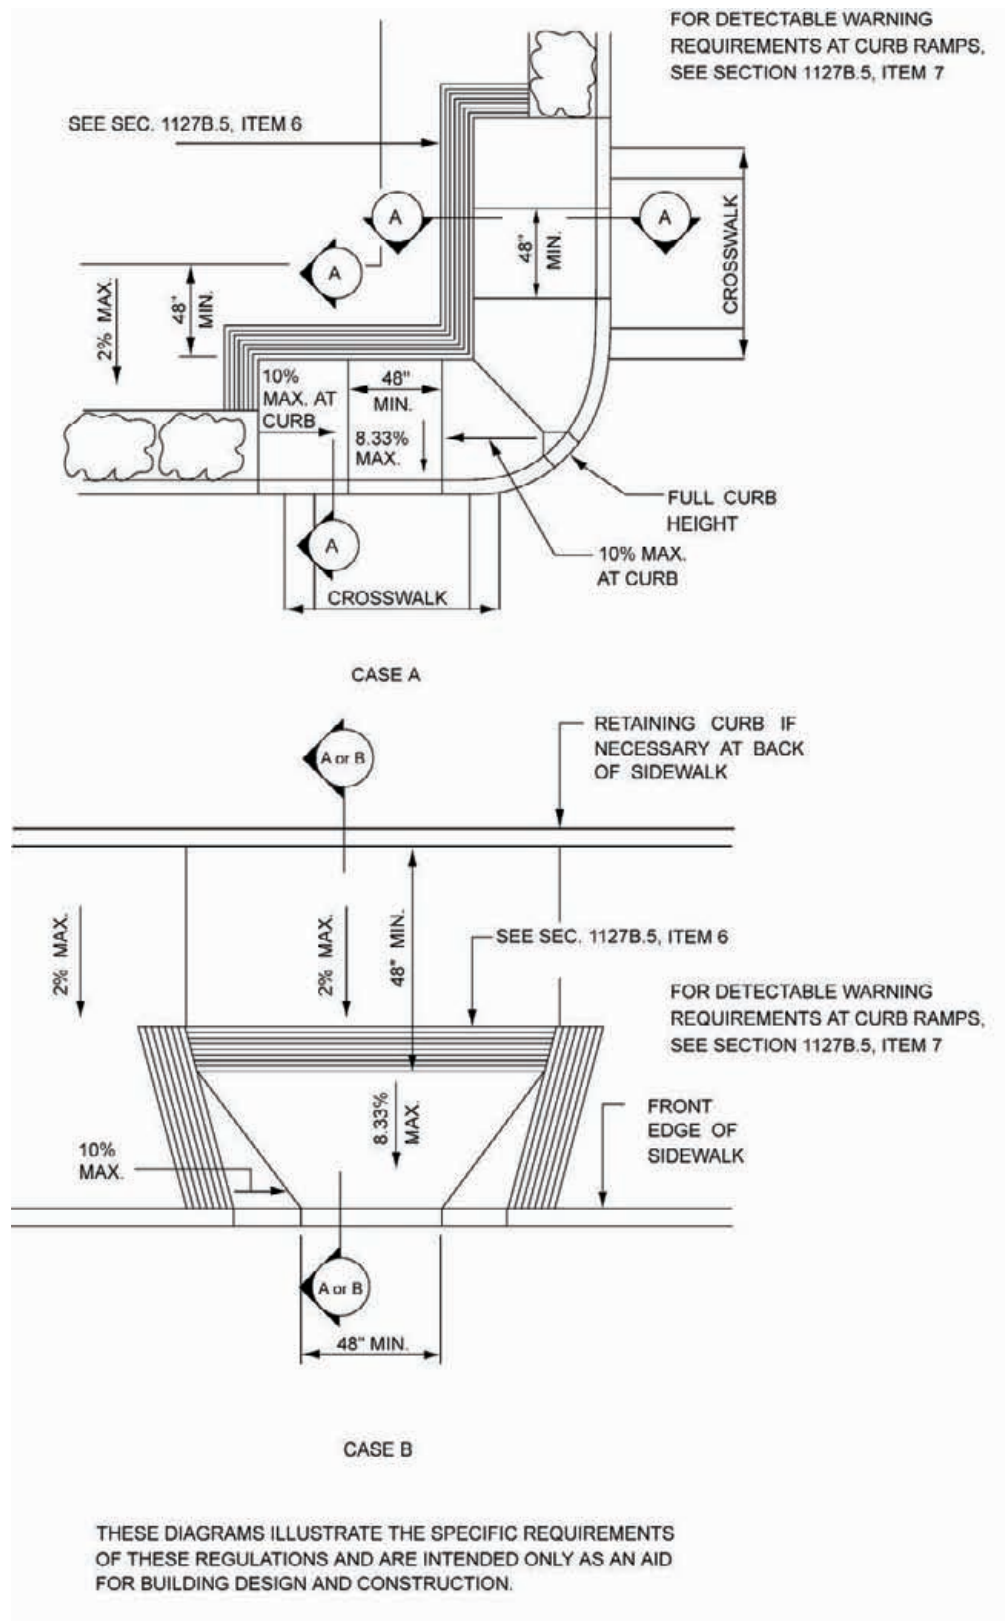 FOR DETECTABLE WARNING
REQUIREMENTS AT CURB RAMPS,
SEE SECTION 1127B.5, ITEM 7
SEE SEC. 1127B.5, ITEM 6
A
A
A
CROSSWALK
48"
MIN.
2% MAX.
48"
MIN.
10%
MAX. AT
CURB
48"
MIN.
8.33%
MAX.
FULL CURB
HEIGHT
10% MAX.
AT CURB
A
CROSSWALK
CASE A
RETAINING CURB IF
NECESSARY AT BACK
OF SIDEWALK
A or B
2% MAX.
2% MAX.
48" MIN.
SEE SEC. 1127B.5, ITEM 6
FOR DETECTABLE WARNING
REQUIREMENTS AT CURB RAMPS,
SEE SECTION 1127B.5, ITEM 7
8.33%
MAX.
FRONT
EDGE OF
SIDEWALK
10%
MAX.
A or B
48" MIN.
CASE B
THESE DIAGRAMS ILLUSTRATE THE SPECIFIC REQUIREMENTS
OF THESE REGULATIONS AND ARE INTENDED ONLY AS AN AID
FOR BUILDING DESIGN AND CONSTRUCTION.